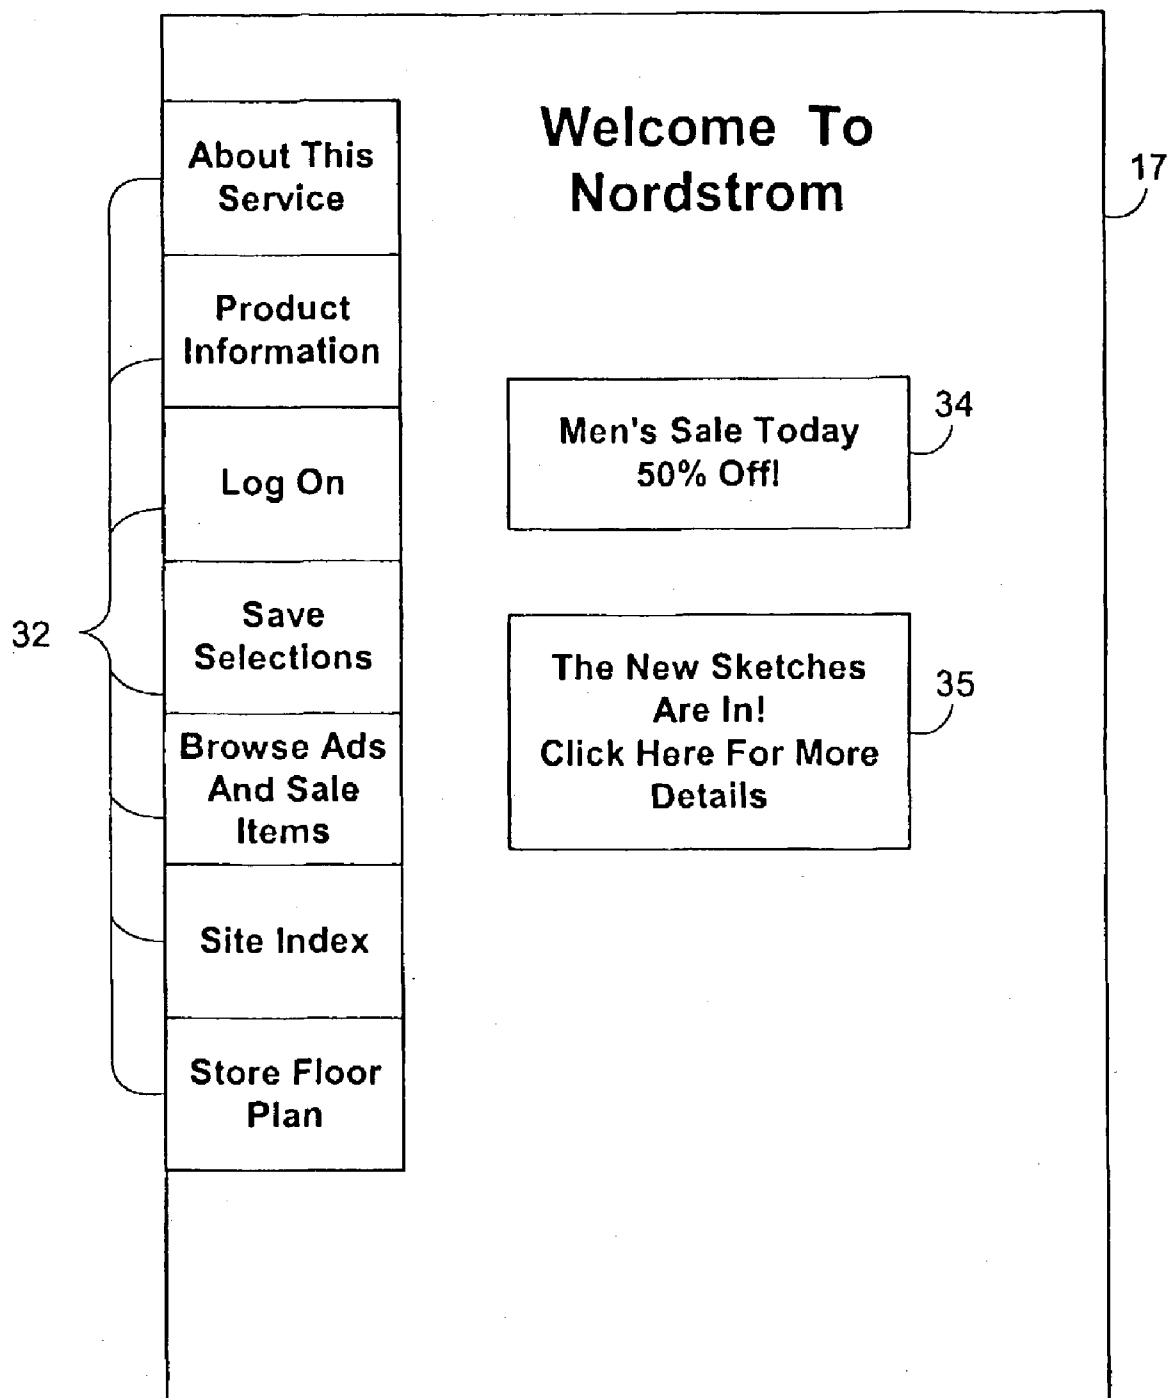 Welcome To
Nordstrom
17
About This
Service
Product
Information
Log On
Save
Selections
Browse Ads
And Sale
Items
Site Index
Store Floor
Plan
32
Men's Sale Today
50% Off!
34
The New Sketches
Are In!
Click Here For More
Details
35